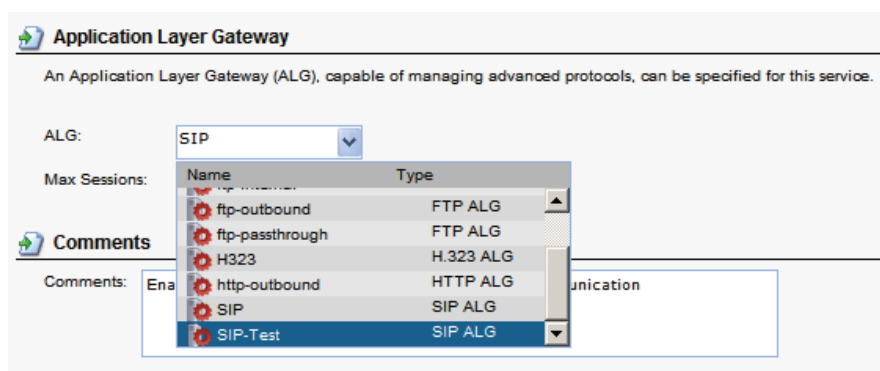 Application Layer Gateway
An Application Layer Gateway (ALG), capable of managing advanced protocols, can be specified for this service.
ALG: SIP
Max Sessions:
Name Type
ftp-outbound FTP ALG
ftp-passthrough FTP ALG
H323 H.323 ALG
http-outbound HTTP ALG
SIP SIP ALG
SIP-Test SIP ALG
Comments
Comments: Ena unication